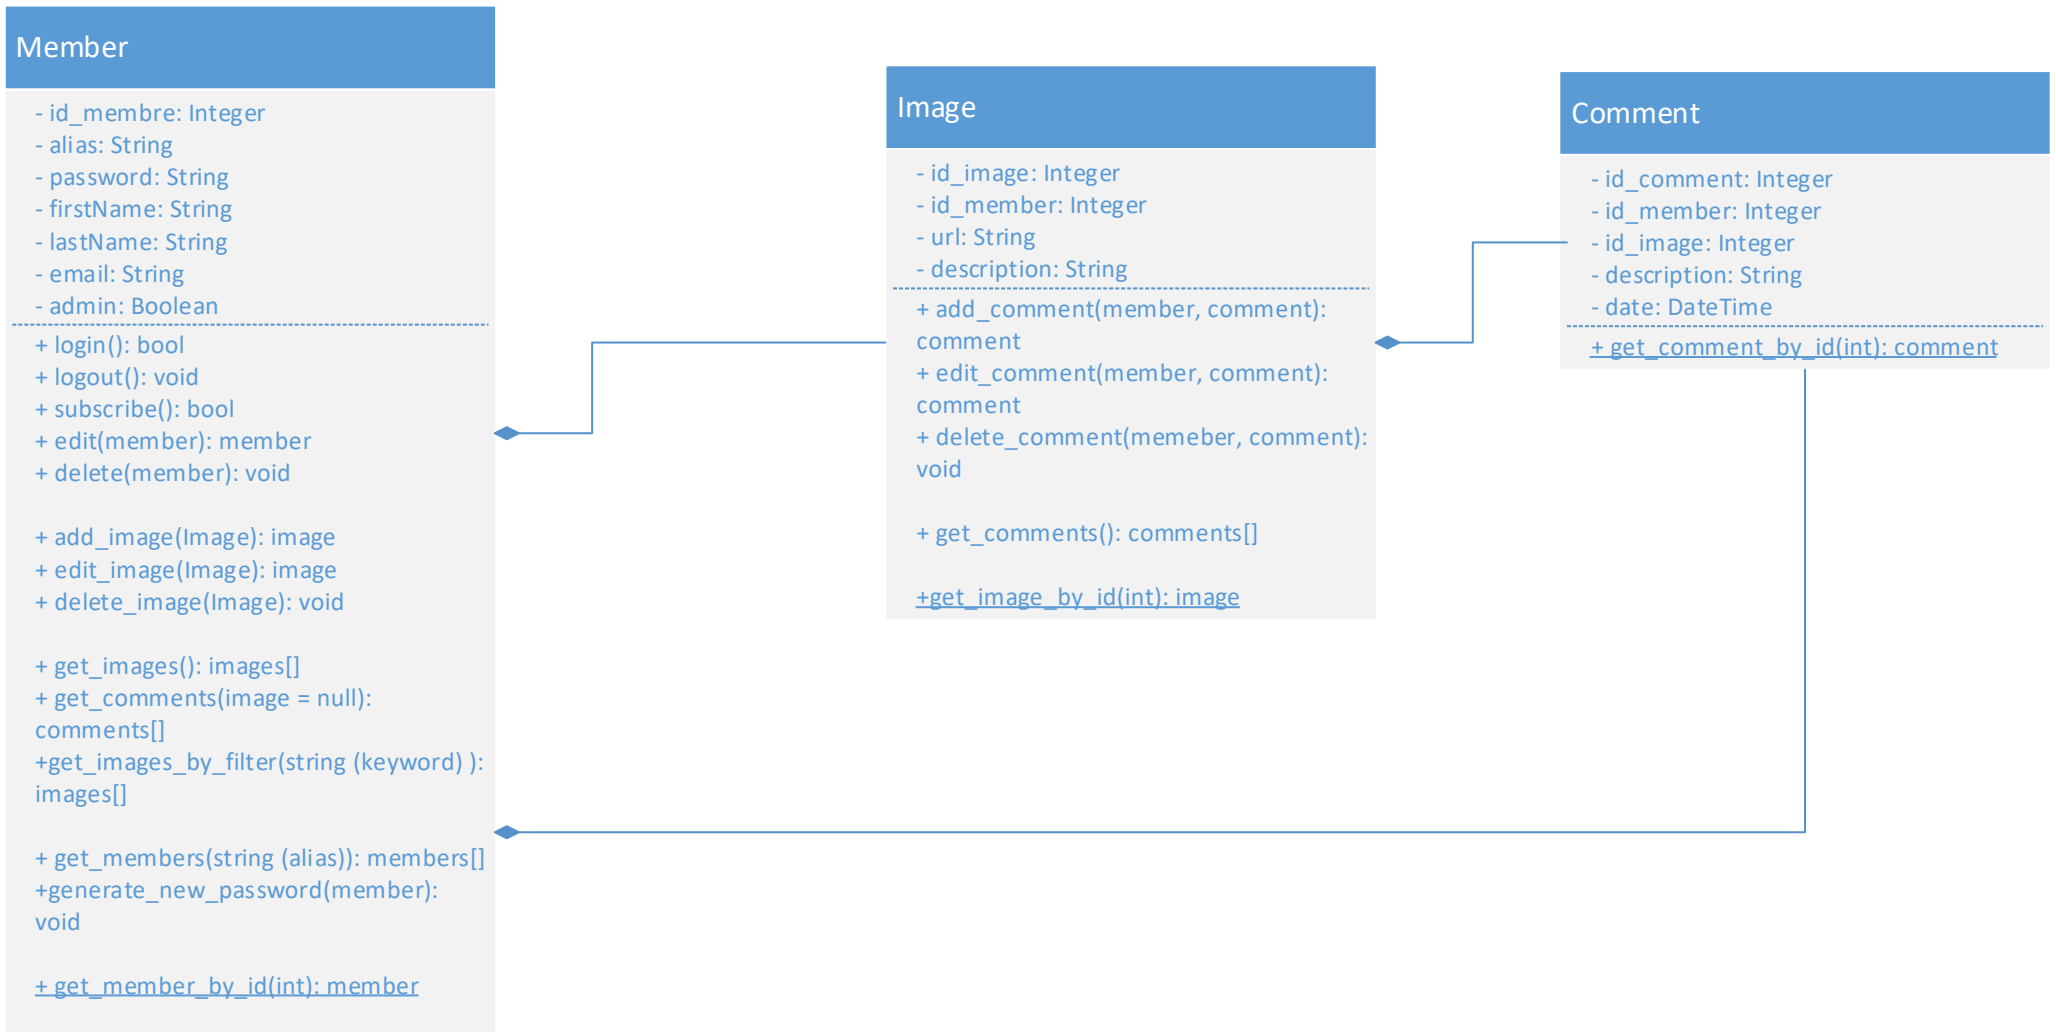 Member
- id_membre: Integer
- alias: String
- password: String
- firstName: String
- lastName: String
- email: String
- admin: Boolean
+ login(): bool
+ logout(): void
+ subscribe(): bool
+ edit(member): member
+ delete(member): void
+ add_image(Image): image
+ edit_image(Image): image
+ delete_image(Image): void
+ get_images(): images[]
+ get_comments(image = null):
comments[]
+get_images_by_filter(string (keyword) ):
images[]
+ get_members(string (alias)): members[]
+generate_new_password(member):
void
+ get_member_by_id(int): member
Image
- id_image: Integer
- id_member: Integer
- url: String
- description: String
+ add_comment(member, comment):
comment
+ edit_comment(member, comment):
comment
+ delete_comment(memeber, comment):
void
+ get_comments(): comments[]
+get_image_by_id(int): image
Comment
- id_comment: Integer
- id_member: Integer
- id_image: Integer
- description: String
- date: DateTime
+ get_comment_by_id(int): comment